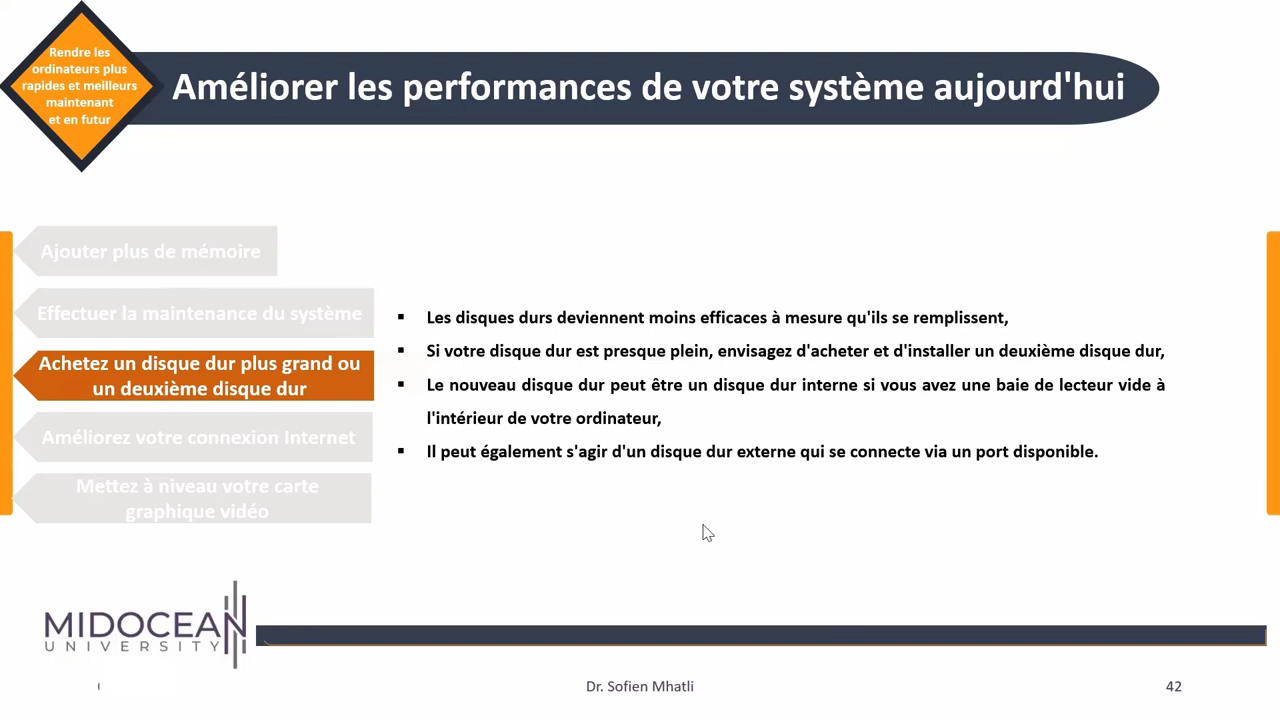 Rendre les
ordinateurs plus
rapides et meilleurs
maintenant
et en futur
Améliorer les performances de votre système aujourd'hui
Ajouter plus de mémoire
Effectuer la maintenance du système
Achetez un disque dur plus grand ou
un deuxième disque dur
Améliorez votre connexion Internet
Mettez à niveau votre carte
graphique vidéo
▪ Les disques durs deviennent moins efficaces à mesure qu'ils se remplissent,
▪ Si votre disque dur est presque plein, envisagez d'acheter et d'installer un deuxième disque dur,
▪ Le nouveau disque dur peut être un disque dur interne si vous avez une baie de lecteur vide à
l'intérieur de votre ordinateur,
▪ Il peut également s'agir d'un disque dur externe qui se connecte via un port disponible.
MIDOCEAN
UNIVERSITY
Dr. Sofien Mhatli
42